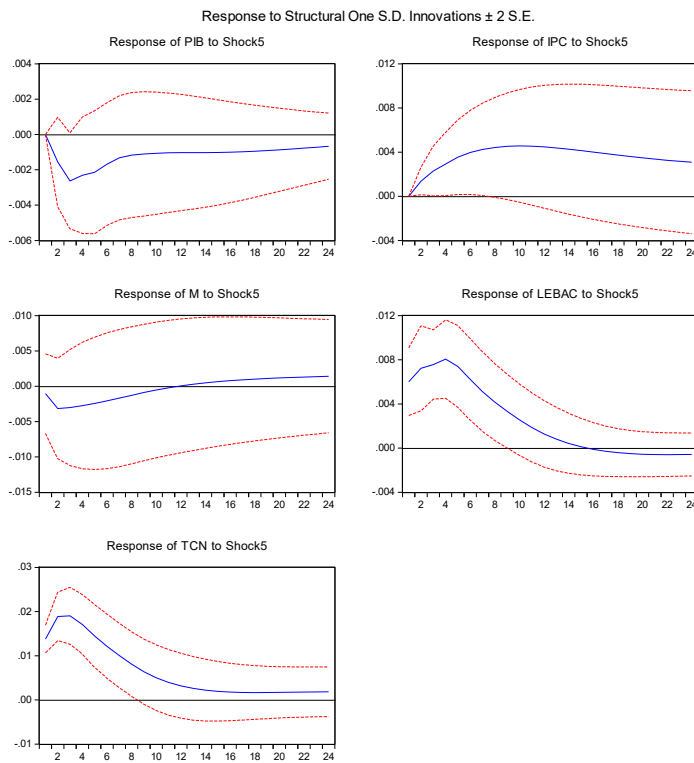 Response to Structural One S.D. Innovations ± 2 S.E.
Response of PIB to Shock5
.004
.002
.000
-.002
-.004
-.006
2 4 6 8 10 12 14 16 18 20 22 24
Response of IPC to Shock5
.012
.008
.004
.000
-.004
2 4 6 8 10 12 14 16 18 20 22 24
Response of M to Shock5
.010
.005
.000
-.005
-.010
-.015
2 4 6 8 10 12 14 16 18 20 22 24
Response of LEBAC to Shock5
.012
.008
.004
.000
-.004
2 4 6 8 10 12 14 16 18 20 22 24
Response of TCN to Shock5
.03
.02
.01
.00
-.01
2 4 6 8 10 12 14 16 18 20 22 24